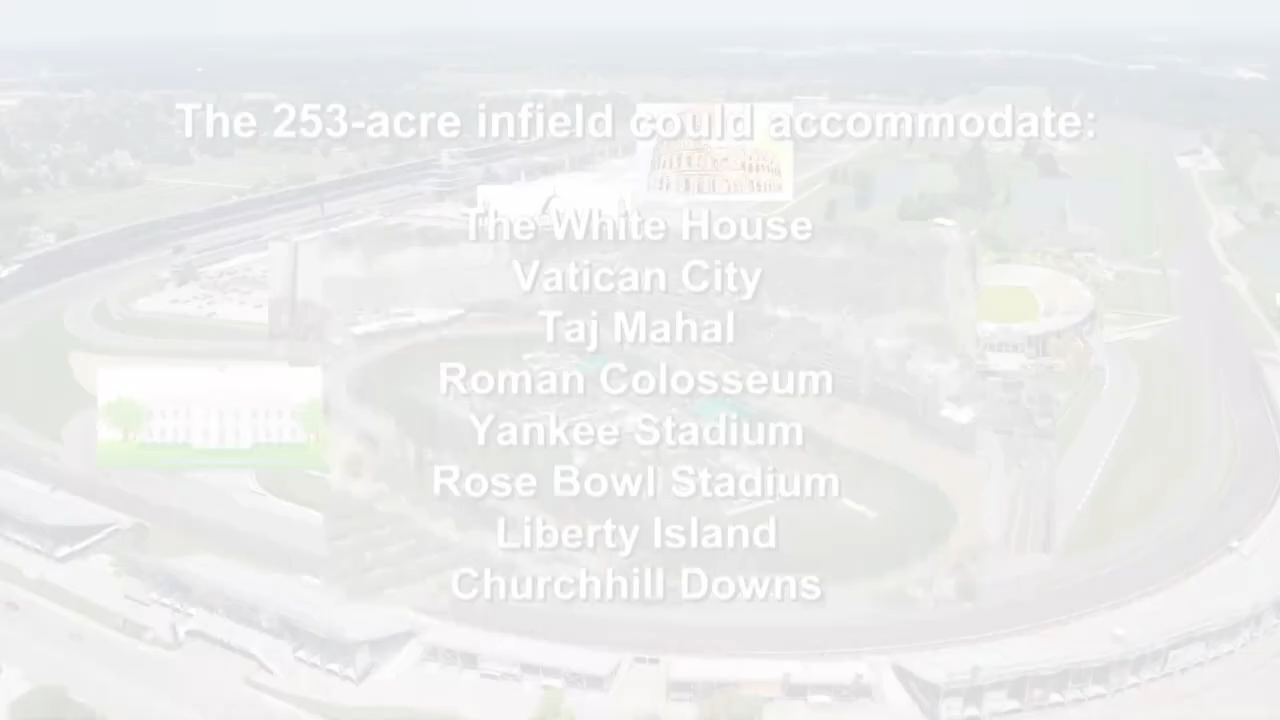 The 253-acre infield could accommodate:
The White House
Vatican City
Taj Mahal
Roman Colosseum
Yankee Stadium
Rose Bowl Stadium
Liberty Island
Churchhill Downs